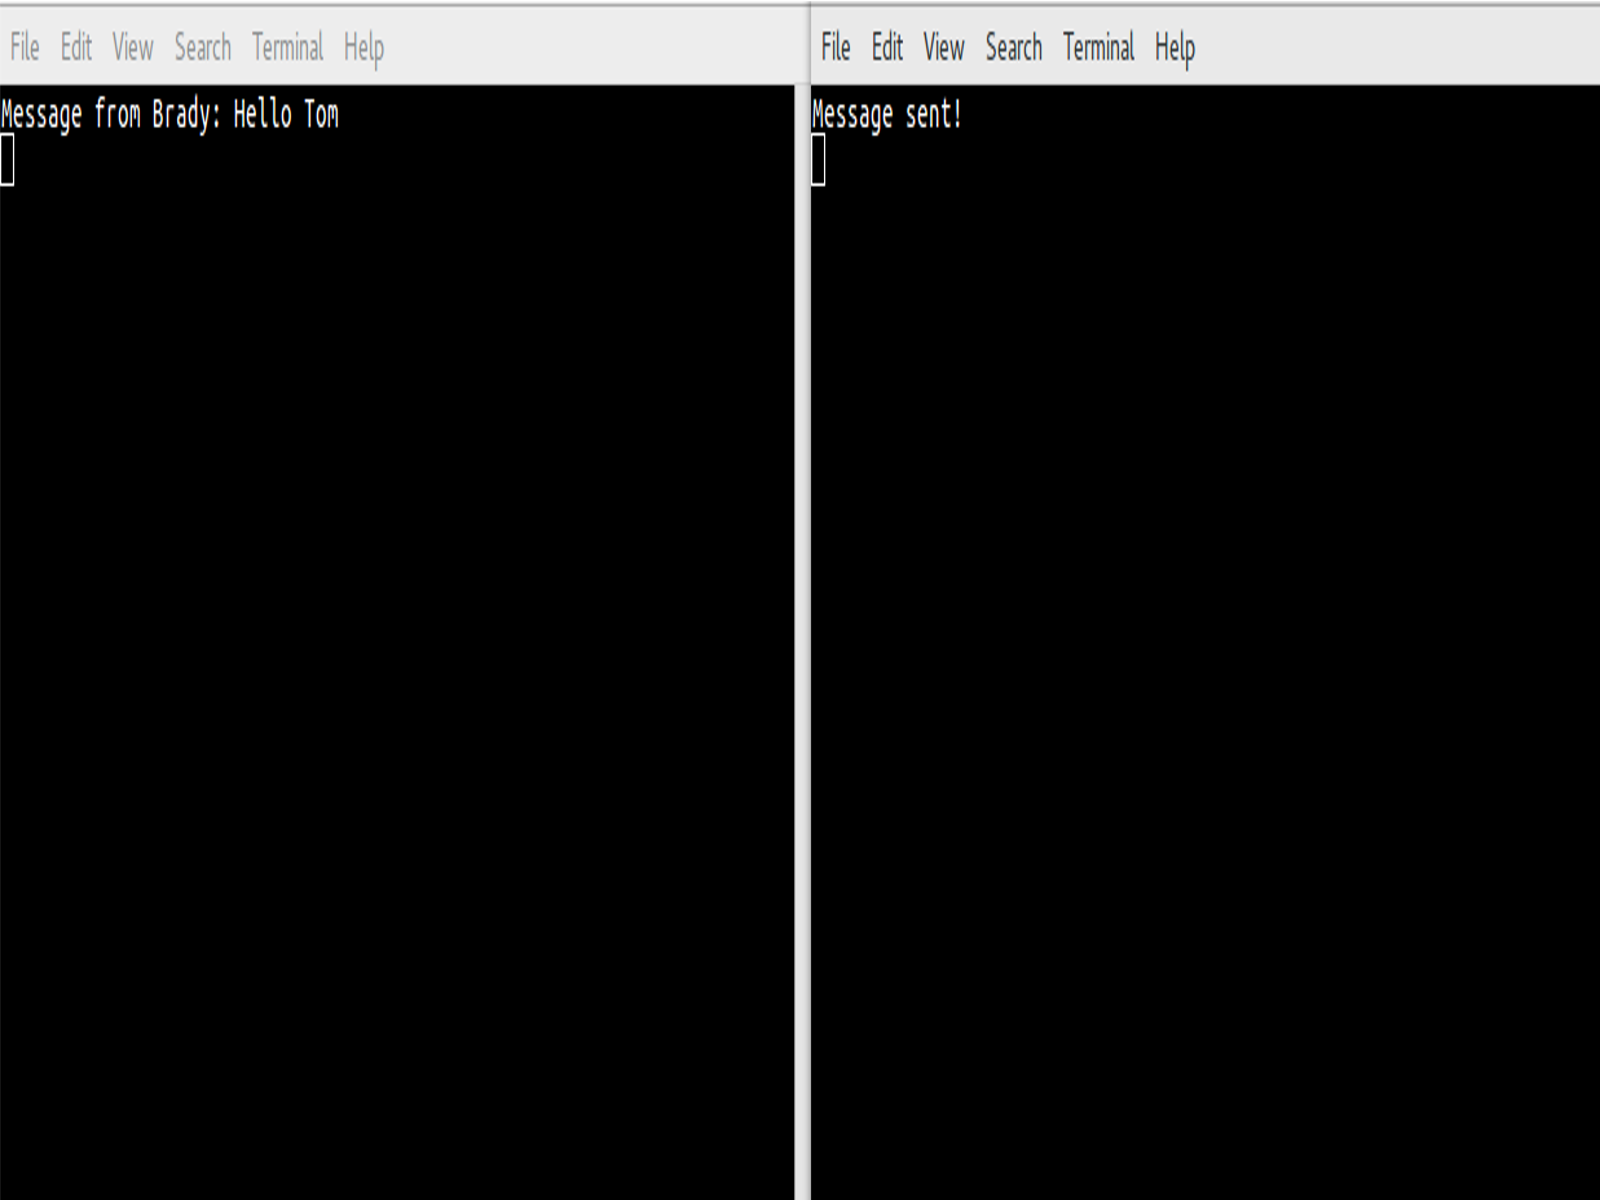 File Edit View Search Terminal Help
Message from Brady: Hello Tom
File Edit View Search Terminal Help
Message sent!